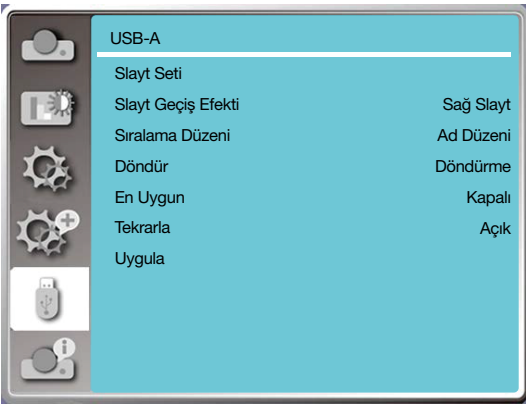 USB-A
Slayt Seti
Slayt Geçiş Efekti Sağ Slayt
Sıralama Düzeni Ad Düzeni
Döndür Döndürme
En Uygun Kapalı
Tekrarla Açık
Uygula